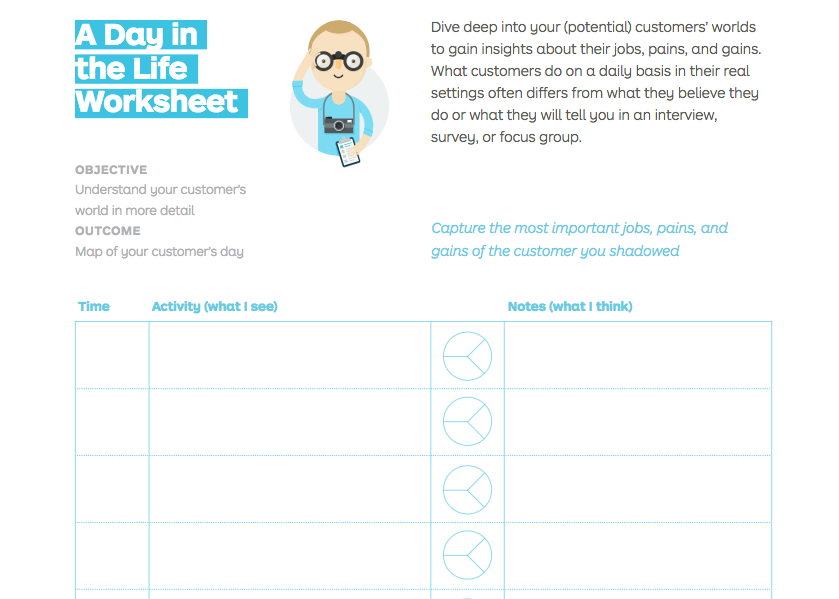 A Day in
the Life
Worksheet
Dive deep into your (potential) customers' worlds
to gain insights about their jobs, pains, and gains.
What customers do on a daily basis in their real
settings often differs from what they believe they
do or what they will tell you in an interview,
survey, or focus group.
OBJECTIVE
Understand your customer's
world in more detail
OUTCOME
Map of your customer's day
Capture the most important jobs, pains, and
gains of the customer you shadowed
Time Activity (what I see) Notes (what I think)